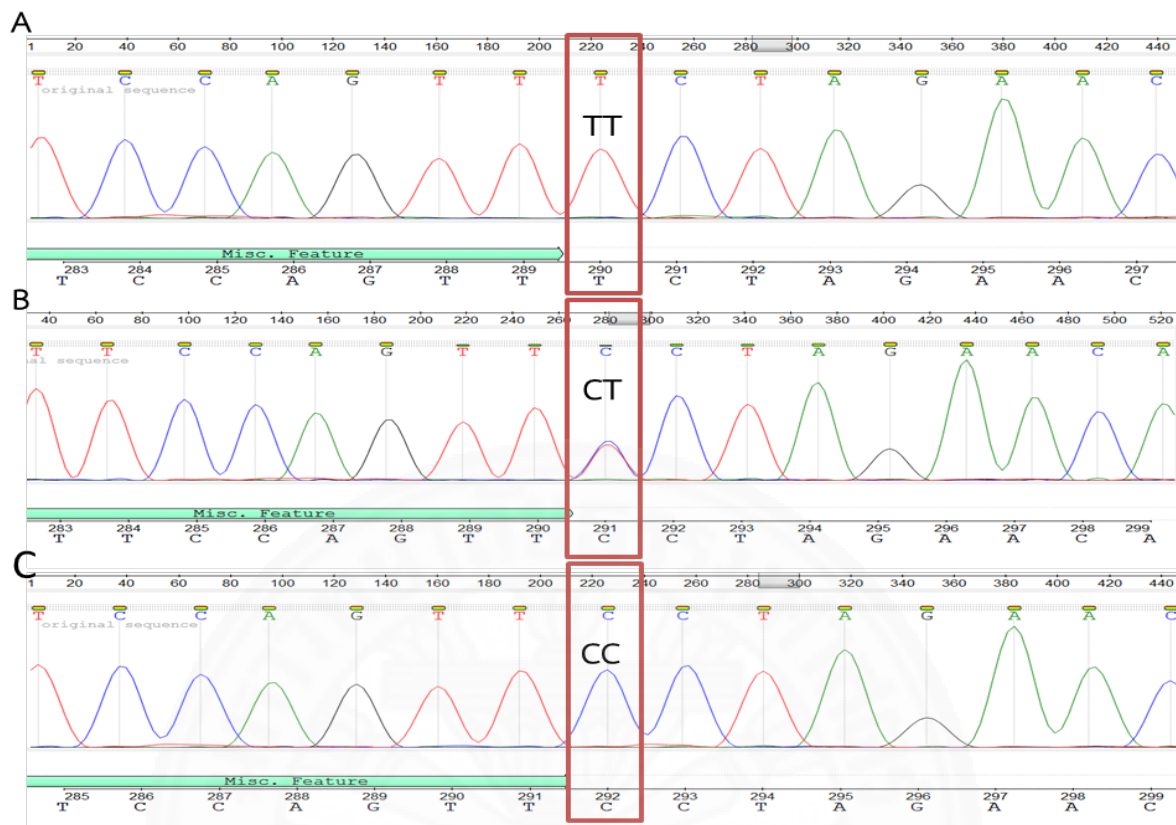 A
1 20 40 60 80 100 120 140 160 180 200 220 240 260 280 300 320 340 360 380 400 420 440
T C C A G T T T C T A G A A C
original sequence
TT
Misc. Feature
283 284 285 286 287 288 289 290 291 292 293 294 295 296 297
T C C A G T T T C T A G A A C
B
40 60 80 100 120 140 160 180 200 220 240 260 280 300 320 340 360 380 400 420 440 460 480 500 520
T T C C A G T T C C T A G A A C A
al sequence
CT
Misc. Feature
283 284 285 286 287 288 289 290 291 292 293 294 295 296 297 298 299
T T C C A G T T C C T A G A A C A
C
1 20 40 60 80 100 120 140 160 180 200 220 240 260 280 300 320 340 360 380 400 420 440
T C C A G T T C C T A G A A C
original sequence
CC
Misc. Feature
285 286 287 288 289 290 291 292 293 294 295 296 297 298 299
T C C A G T T C C T A G A A C